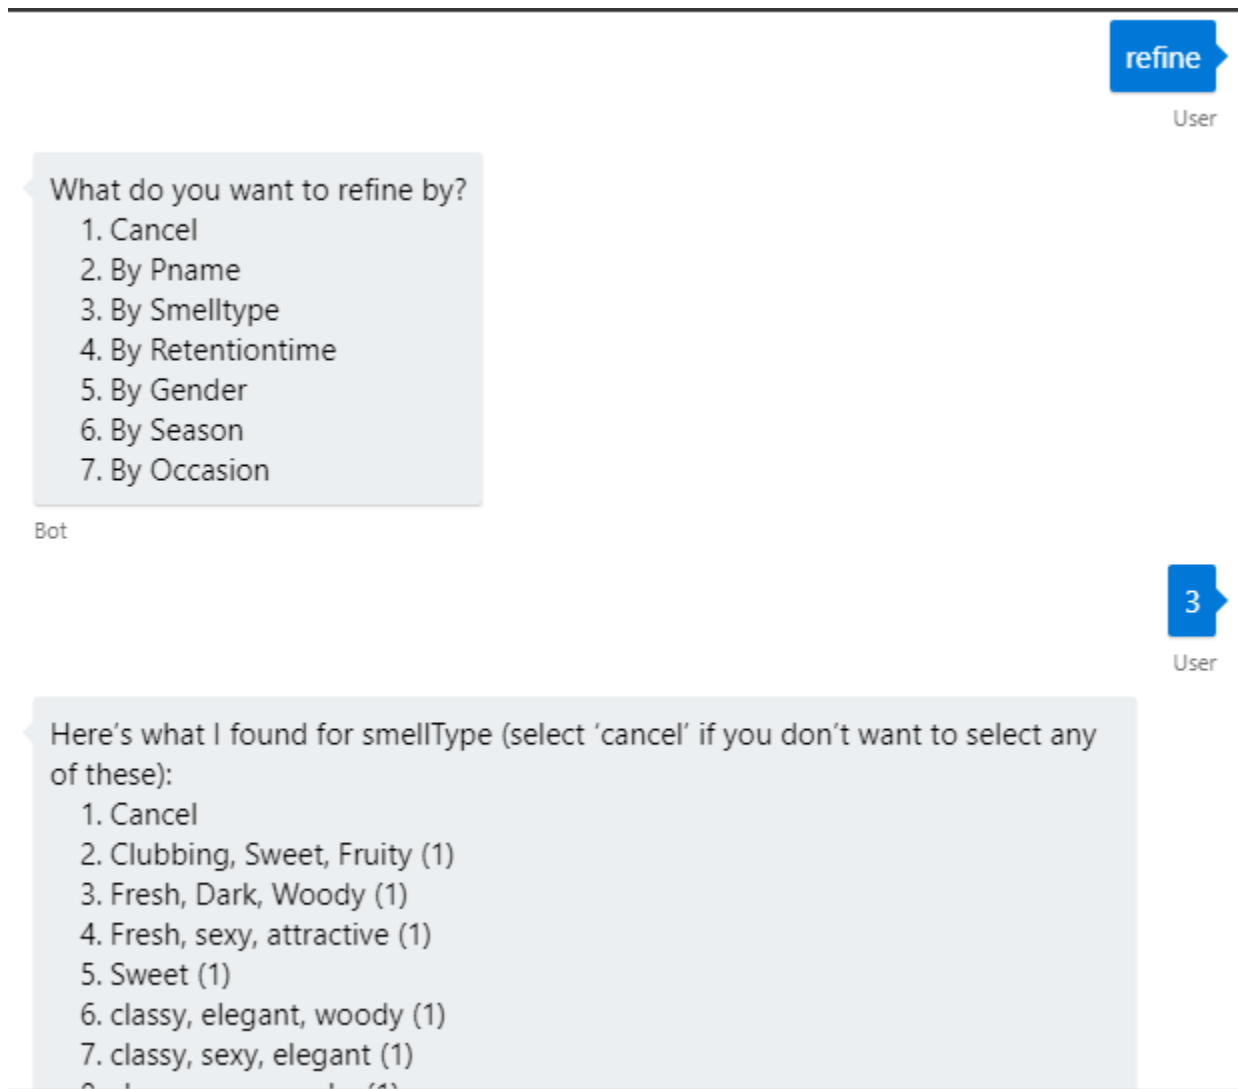 refine
User
What do you want to refine by?
1. Cancel
2. By Pname
3. By Smelltype
4. By Retentiontime
5. By Gender
6. By Season
7. By Occasion
Bot
3
User
Here's what I found for smellType (select ‘cancel’ if you don't want to select any
of these):
1. Cancel
2. Clubbing, Sweet, Fruity (1)
3. Fresh, Dark, Woody (1)
4. Fresh, sexy, attractive (1)
5. Sweet (1)
6. classy, elegant, woody (1)
7. classy, sexy, elegant (1)